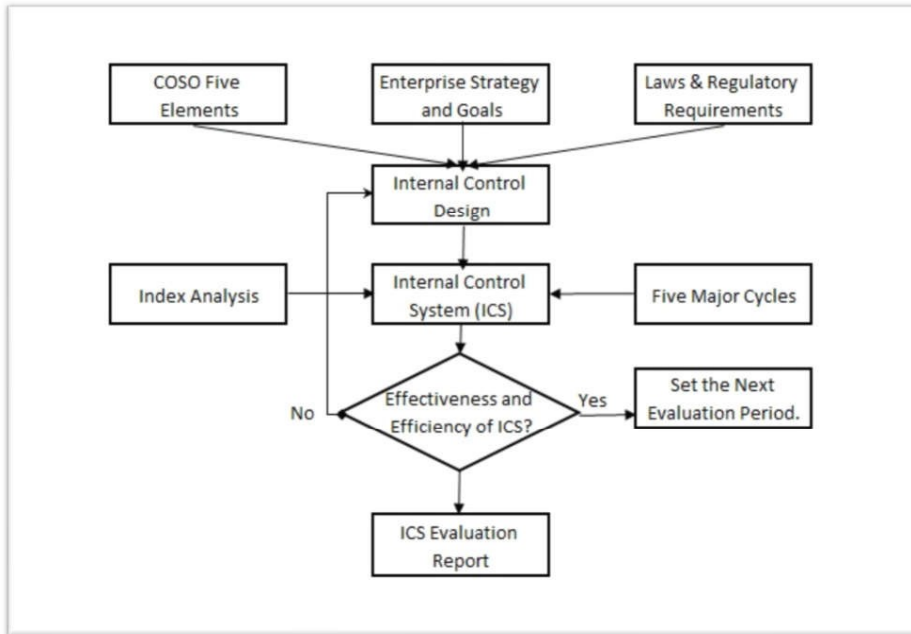 COSO Five
Elements
Enterprise Strategy
and Goals
Laws & Regulatory
Requirements
Internal Control
Design
Index Analysis
Internal Control
System (ICS)
Five Major Cycles
No
Effectiveness and
Efficiency of ICS?
Yes
Set the Next
Evaluation Period.
ICS Evaluation
Report